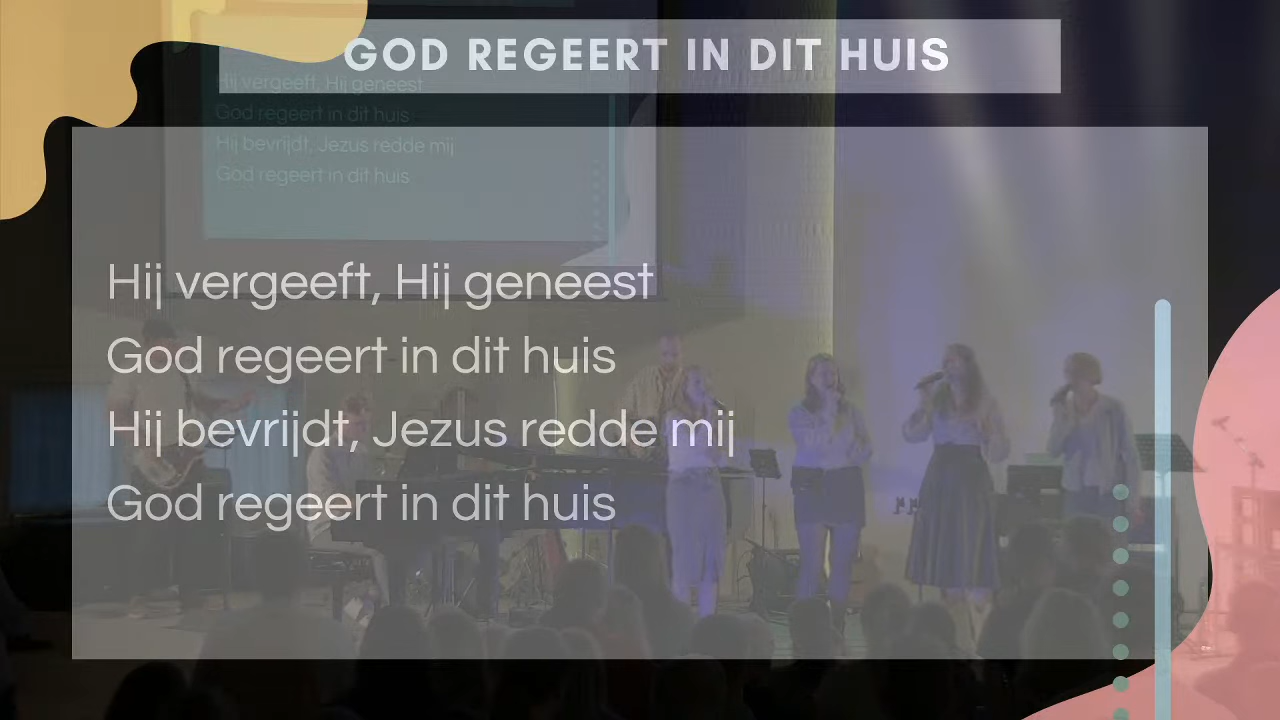 GOD REGEERT IN DIT HUIS
Hij vergeeft, Hij geneest
God regeert in dit huis
Hij bevrijdt, Jezus redde mij
God regeert in dit huis
Hij vergeeft, Hij geneest
God regeert in dit huis
Hij bevrijdt, Jezus redde mij
God regeert in dit huis